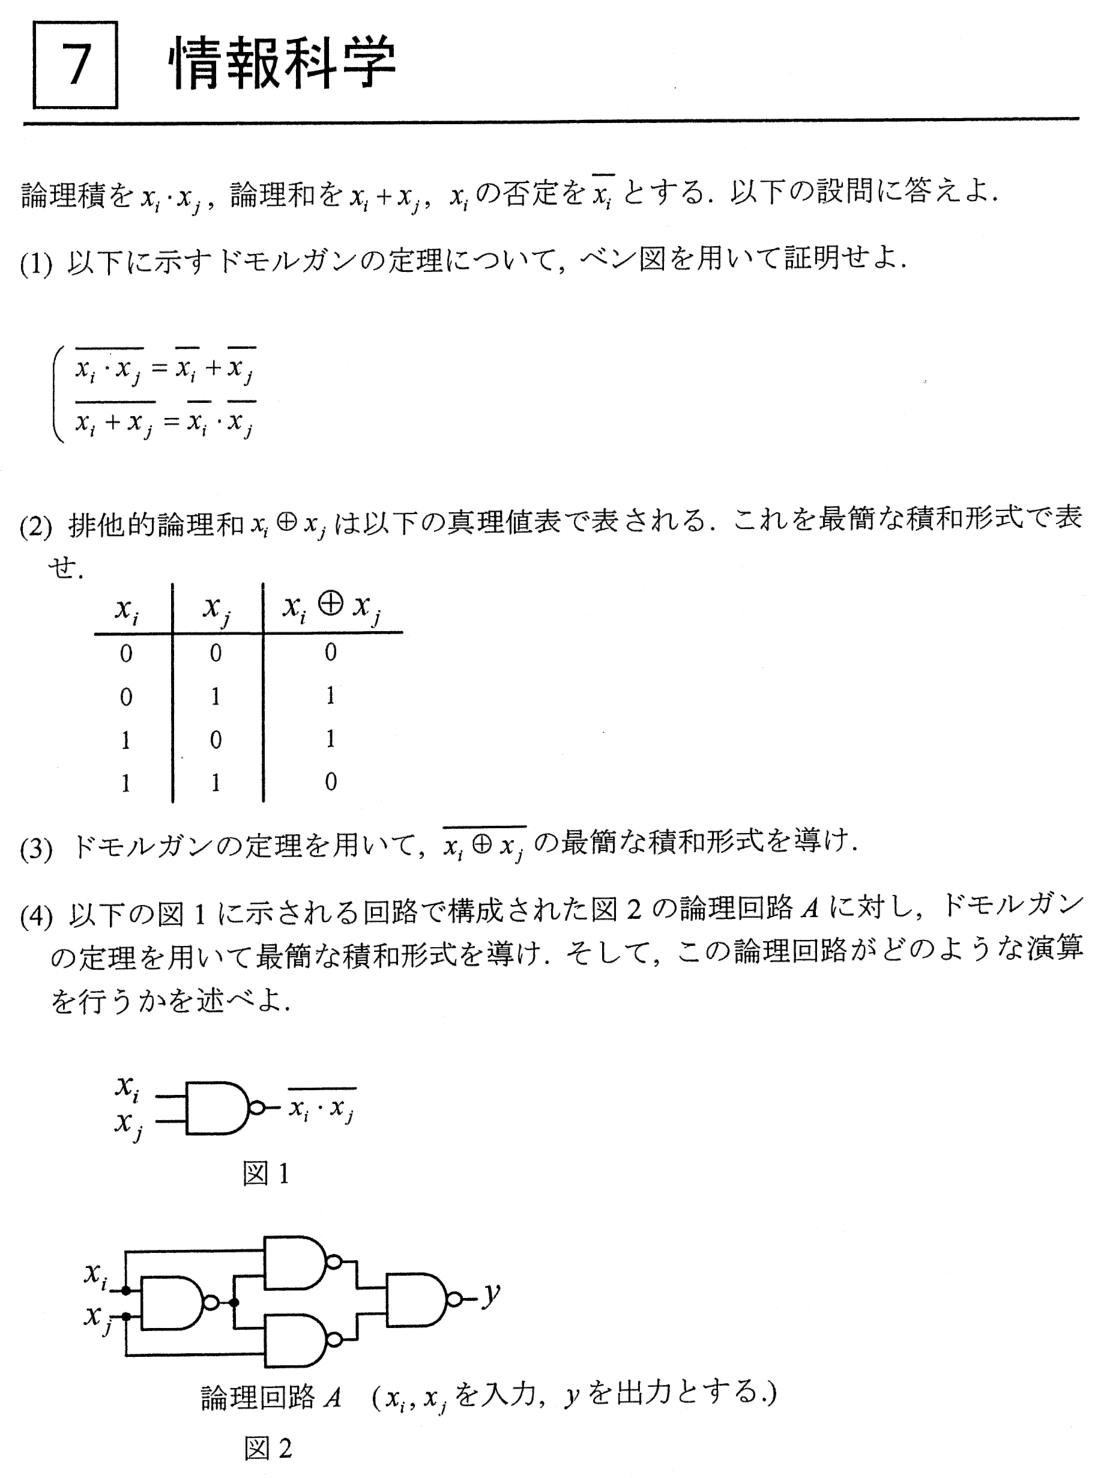 7 情報科学
論理積を x_i·x_j, 論理和を x_i+x_j, x_i の否定を \overline{x_i} とする. 以下の設問に答えよ.
(1) 以下に示すドモルガンの定理について, ベン図を用いて証明せよ.
\overline{x_i · x_j} = \overline{x_i} + \overline{x_j}
\overline{x_i + x_j} = \overline{x_i} · \overline{x_j}
(2) 排他的論理和 x_i ⊕ x_j は以下の真理値表で表される. これを最簡な積和形式で表
せ.
x_i x_j x_i ⊕ x_j
0 0 0
0 1 1
1 0 1
1 1 0
(3) ドモルガンの定理を用いて, \overline{x_i ⊕ x_j} の最簡な積和形式を導け.
(4) 以下の図 1 に示される回路で構成された図 2 の論理回路 A に対し, ドモルガン
の定理を用いて最簡な積和形式を導け. そして, この論理回路がどのような演算
を行うかを述べよ.
x_i
x_j
\overline{x_i · x_j}
図 1
x_i
x_j
y
論理回路 A (x_i, x_j を入力, y を出力とする.)
図 2